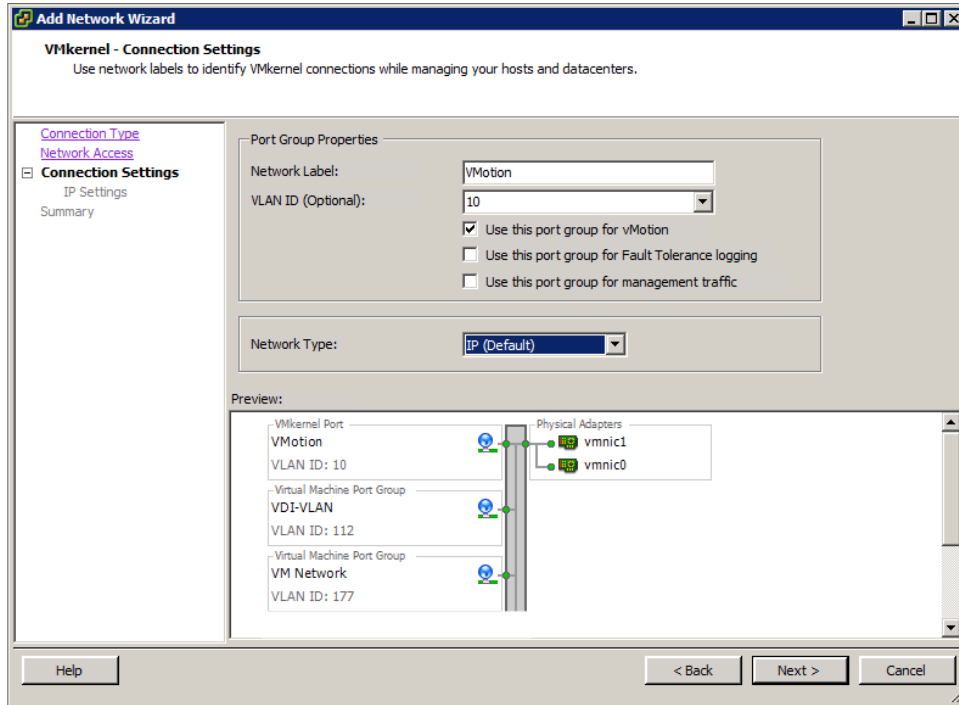 Add Network Wizard
VMkernel - Connection Settings
Use network labels to identify VMkernel connections while managing your hosts and datacenters.
Connection Type
Network Access
Connection Settings
IP Settings
Summary
Port Group Properties
Network Label:
VMotion
VLAN ID (Optional):
10
Use this port group for vMotion
Use this port group for Fault Tolerance logging
Use this port group for management traffic
Network Type:
IP (Default)
Preview:
VMkernel Port
VMotion
VLAN ID: 10
Physical Adapters
vmnic1
vmnic0
Virtual Machine Port Group
VDI-VLAN
VLAN ID: 112
Virtual Machine Port Group
VM Network
VLAN ID: 177
Help
< Back
Next >
Cancel